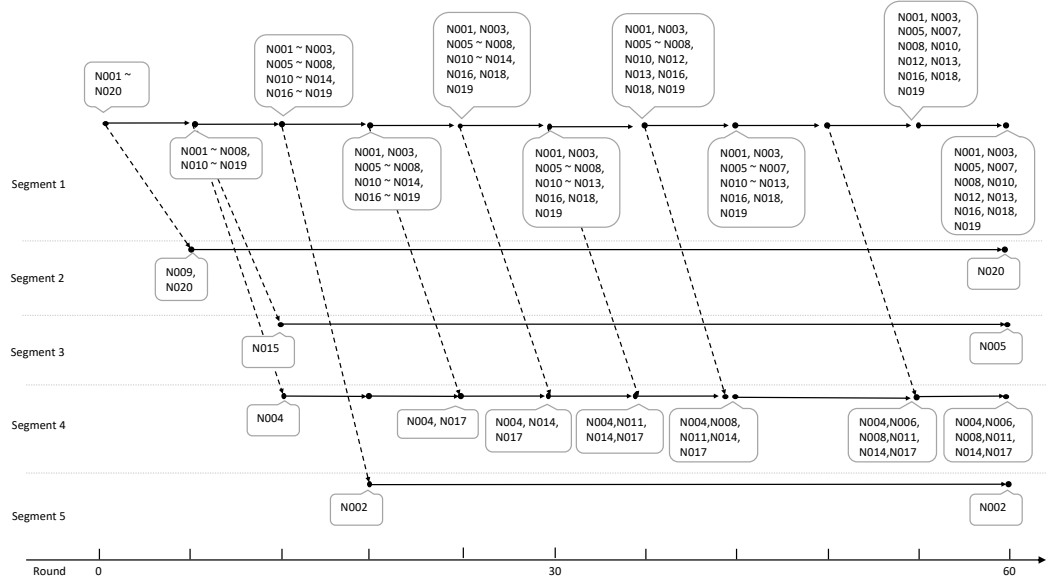 N001 ~
N020
N001 ~ N003,
N005 ~ N008,
N010 ~ N014,
N016 ~ N019
N001, N003,
N005 ~ N008,
N010 ~ N014,
N016, N018,
N019
N001, N003,
N005 ~ N008,
N010, N012,
N013, N016,
N018, N019
N001, N003,
N005, N007,
N008, N010,
N012, N013,
N016, N018,
N019
Segment 1
N001 ~ N008,
N010 ~ N019
N001, N003,
N005 ~ N008,
N010 ~ N014,
N016 ~ N019
N001, N003,
N005 ~ N008,
N010 ~ N013,
N016, N018,
N019
N001, N003,
N005 ~ N007,
N010 ~ N013,
N016, N018,
N019
N001, N003,
N005, N007,
N008, N010,
N012, N013,
N016, N018,
N019
Segment 2
N009,
N020
N020
Segment 3
N015
N005
Segment 4
N004
N004, N017
N004, N014,
N017
N004,N011,
N014,N017
N004,N008,
N011,N014,
N017
N004,N006,
N008,N011,
N014,N017
N004,N006,
N008,N011,
N014,N017
Segment 5
N002
N002
Round 0 30 60